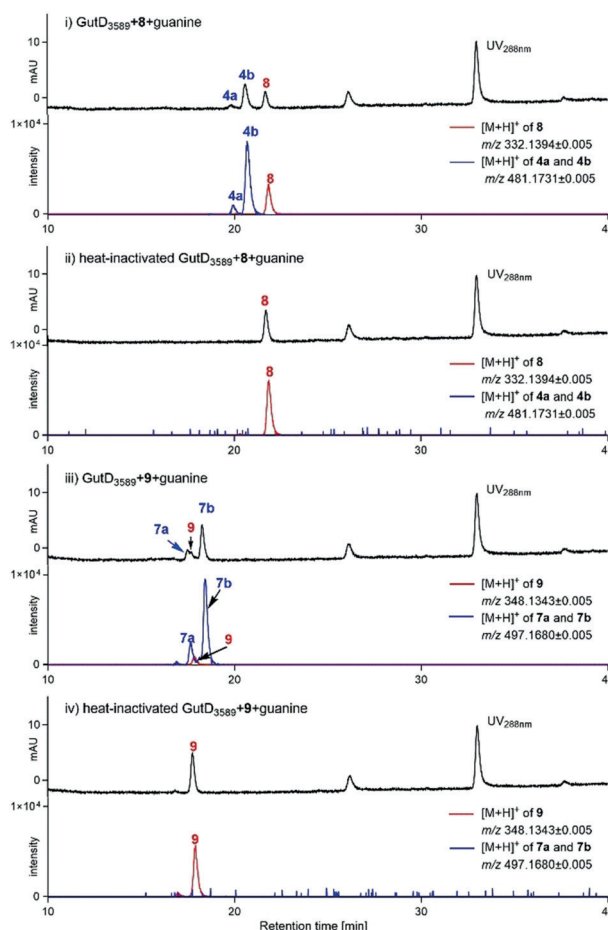 i) GutD3589+8+guanine
10
0
mAU
4a
4b
8
UV288nm
1×10⁴
0
intensity
4a
4b
8
[M+H]⁺ of 8
m/z 332.1394±0.005
[M+H]⁺ of 4a and 4b
m/z 481.1731±0.005
10 20 30 4
ii) heat-inactivated GutD3589+8+guanine
10
0
mAU
8
UV288nm
1×10⁴
0
intensity
8
[M+H]⁺ of 8
m/z 332.1394±0.005
[M+H]⁺ of 4a and 4b
m/z 481.1731±0.005
10 20 30 4
iii) GutD3589+9+guanine
10
0
mAU
7a
9
7b
UV288nm
1×10⁴
0
intensity
7a
7b
9
[M+H]⁺ of 9
m/z 348.1343±0.005
[M+H]⁺ of 7a and 7b
m/z 497.1680±0.005
10 20 30 4
iv) heat-inactivated GutD3589+9+guanine
10
0
mAU
9
UV288nm
1×10⁴
0
intensity
9
[M+H]⁺ of 9
m/z 348.1343±0.005
[M+H]⁺ of 7a and 7b
m/z 497.1680±0.005
10 20 30 4
Retention time [min]